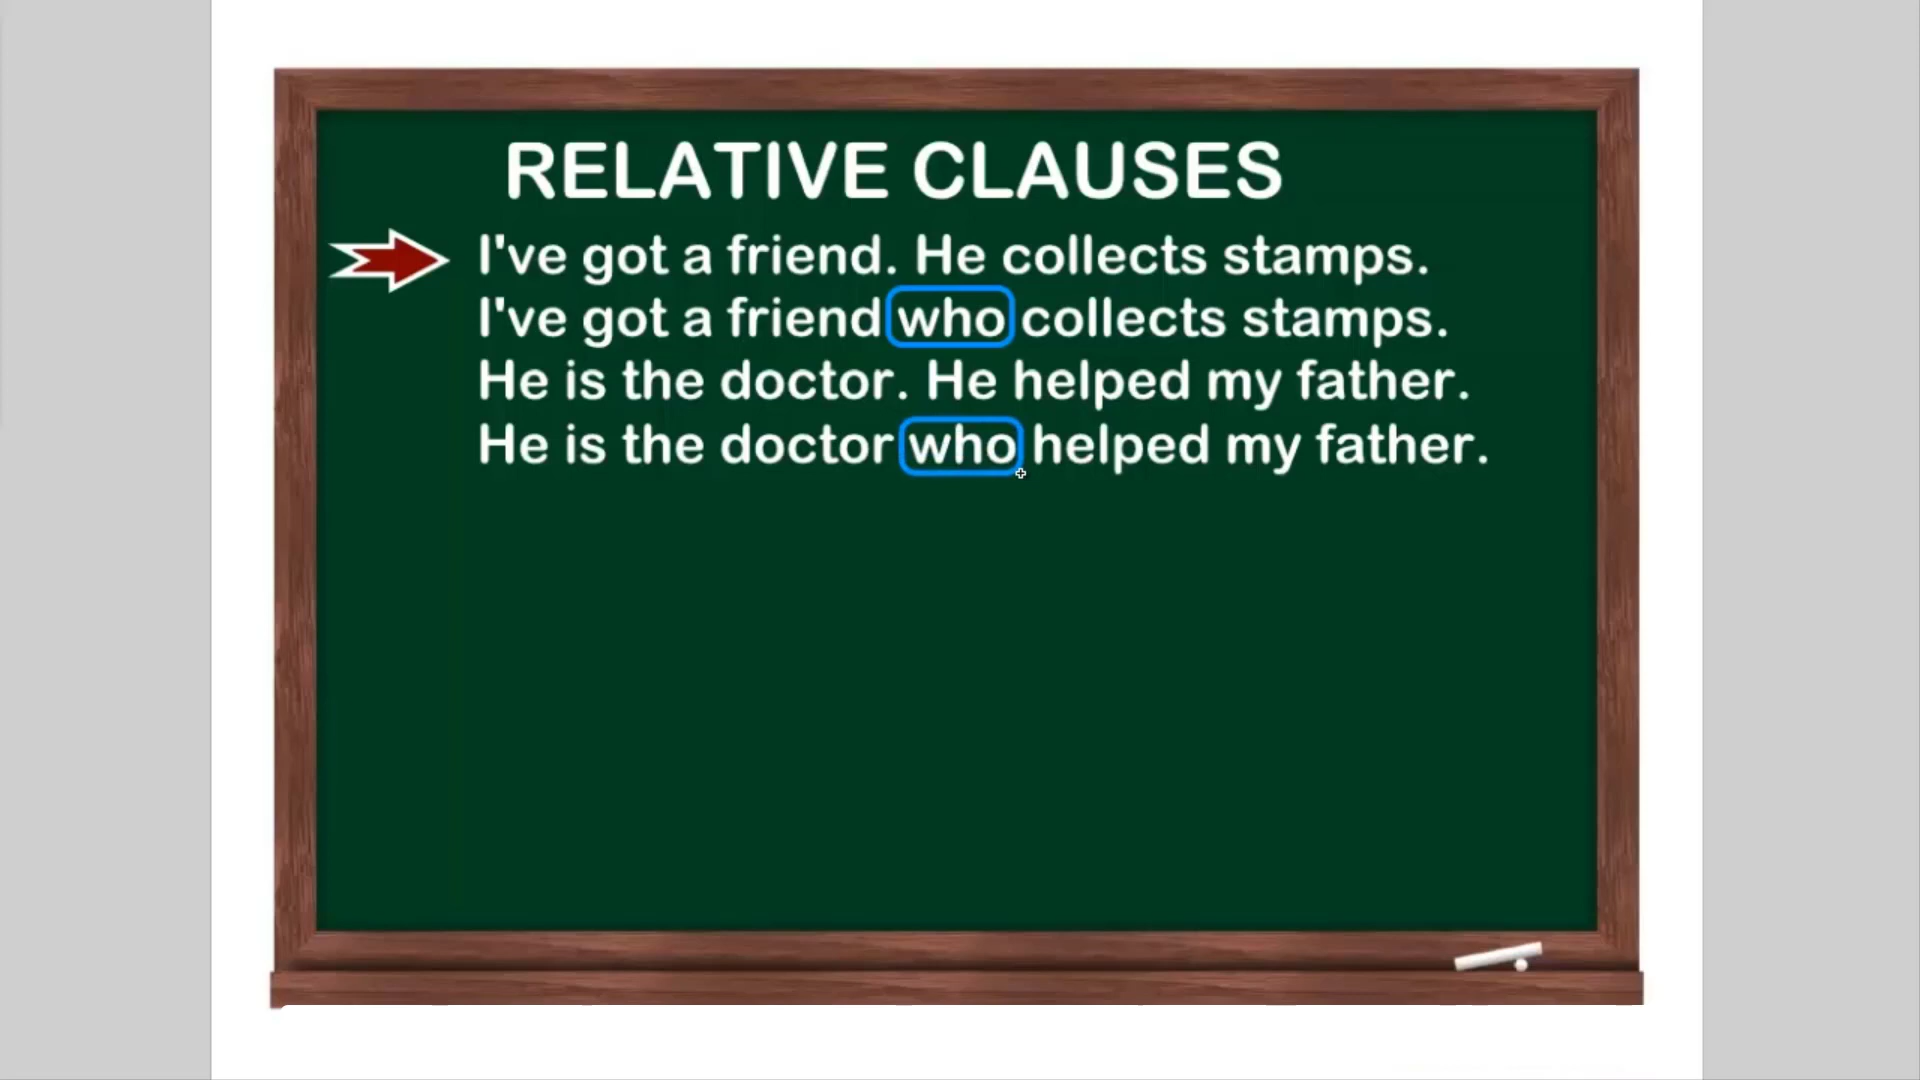 RELATIVE CLAUSES
I've got a friend. He collects stamps.
I've got a friend who collects stamps.
He is the doctor. He helped my father.
He is the doctor who helped my father.